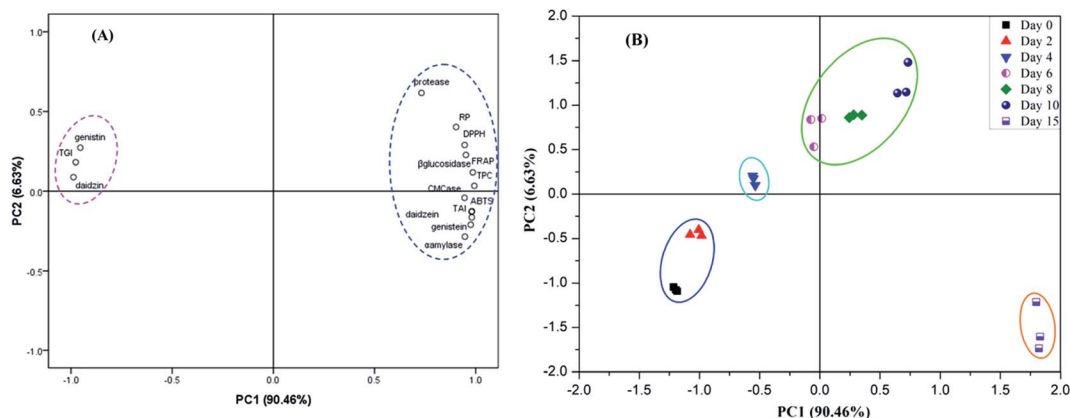 (A)
1.0
0.5
0.0
-0.5
-1.0
PC2 (6.63%)
protease
RP
DPPH
βglucosidase
FRAP
TPC
CMCase
ABTS
TAI
daidzein
genistein
αamylase
genistin
TGI
daidzin
-1.0 -0.5 0.0 0.5 1.0
PC1 (90.46%)
(B)
2.0
1.5
1.0
0.5
0.0
-0.5
-1.0
-1.5
-2.0
PC2 (6.63%)
Day 0
Day 2
Day 4
Day 6
Day 8
Day 10
Day 15
-2.0 -1.5 -1.0 -0.5 0.0 0.5 1.0 1.5 2.0
PC1 (90.46%)